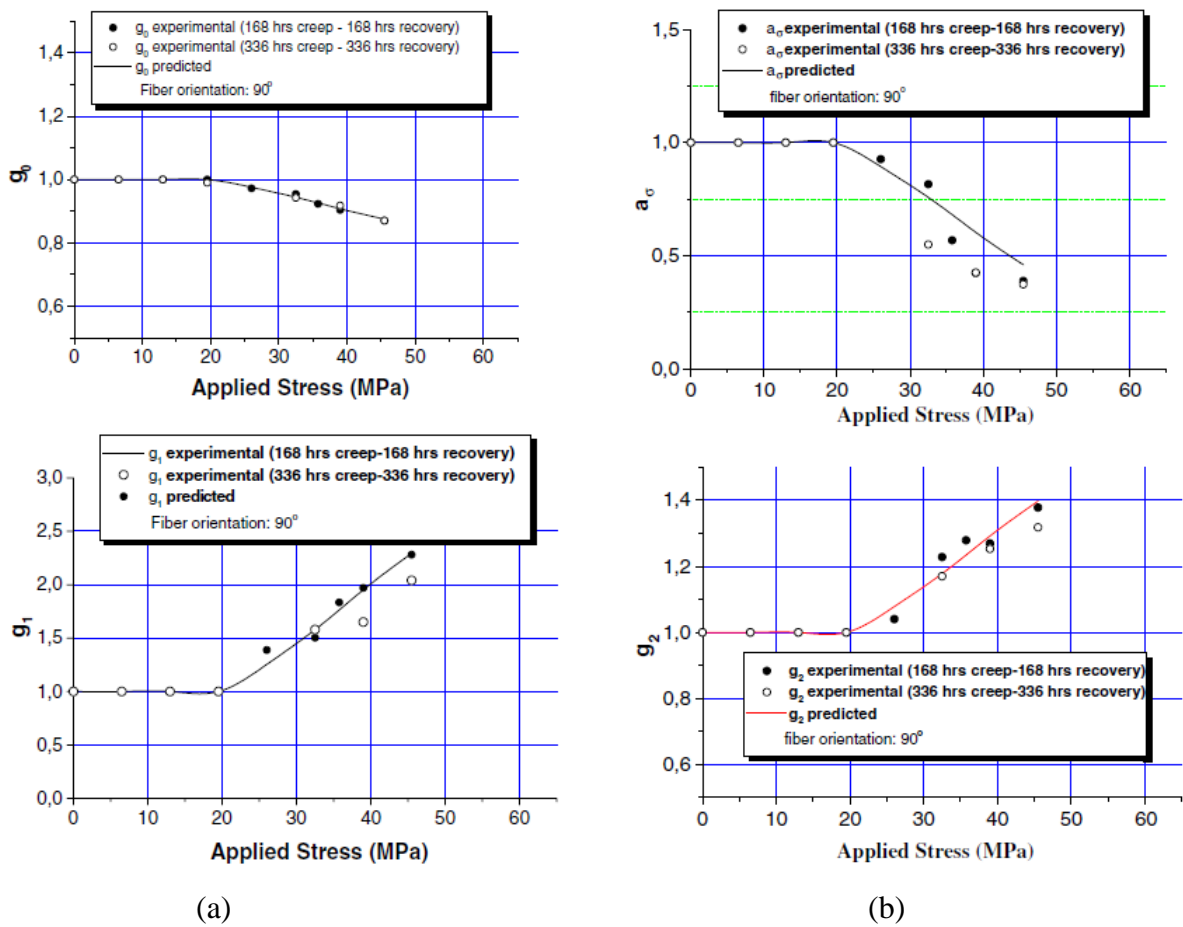 g₀ experimental (168 hrs creep - 168 hrs recovery)
g₀ experimental (336 hrs creep - 336 hrs recovery)
g₀ predicted
Fiber orientation: 90°
1,4
1,2
1,0
0,8
0,6
g₀
0 10 20 30 40 50 60
Applied Stress (MPa)
a_σ experimental (168 hrs creep-168 hrs recovery)
a_σ experimental (336 hrs creep-336 hrs recovery)
a_σ predicted
fiber orientation: 90°
1,5
1,0
0,5
0,0
a_σ
0 10 20 30 40 50 60
Applied Stress (MPa)
g₁ experimental (168 hrs creep-168 hrs recovery)
g₁ experimental (336 hrs creep-336 hrs recovery)
g₁ predicted
Fiber orientation: 90°
3,0
2,5
2,0
1,5
1,0
0,5
0,0
g₁
0 10 20 30 40 50 60
Applied Stress (MPa)
1,4
1,2
1,0
0,8
0,6
g₂
g₂ experimental (168 hrs creep-168 hrs recovery)
g₂ experimental (336 hrs creep-336 hrs recovery)
g₂ predicted
fiber orientation: 90°
0 10 20 30 40 50 60
Applied Stress (MPa)
(a)
(b)